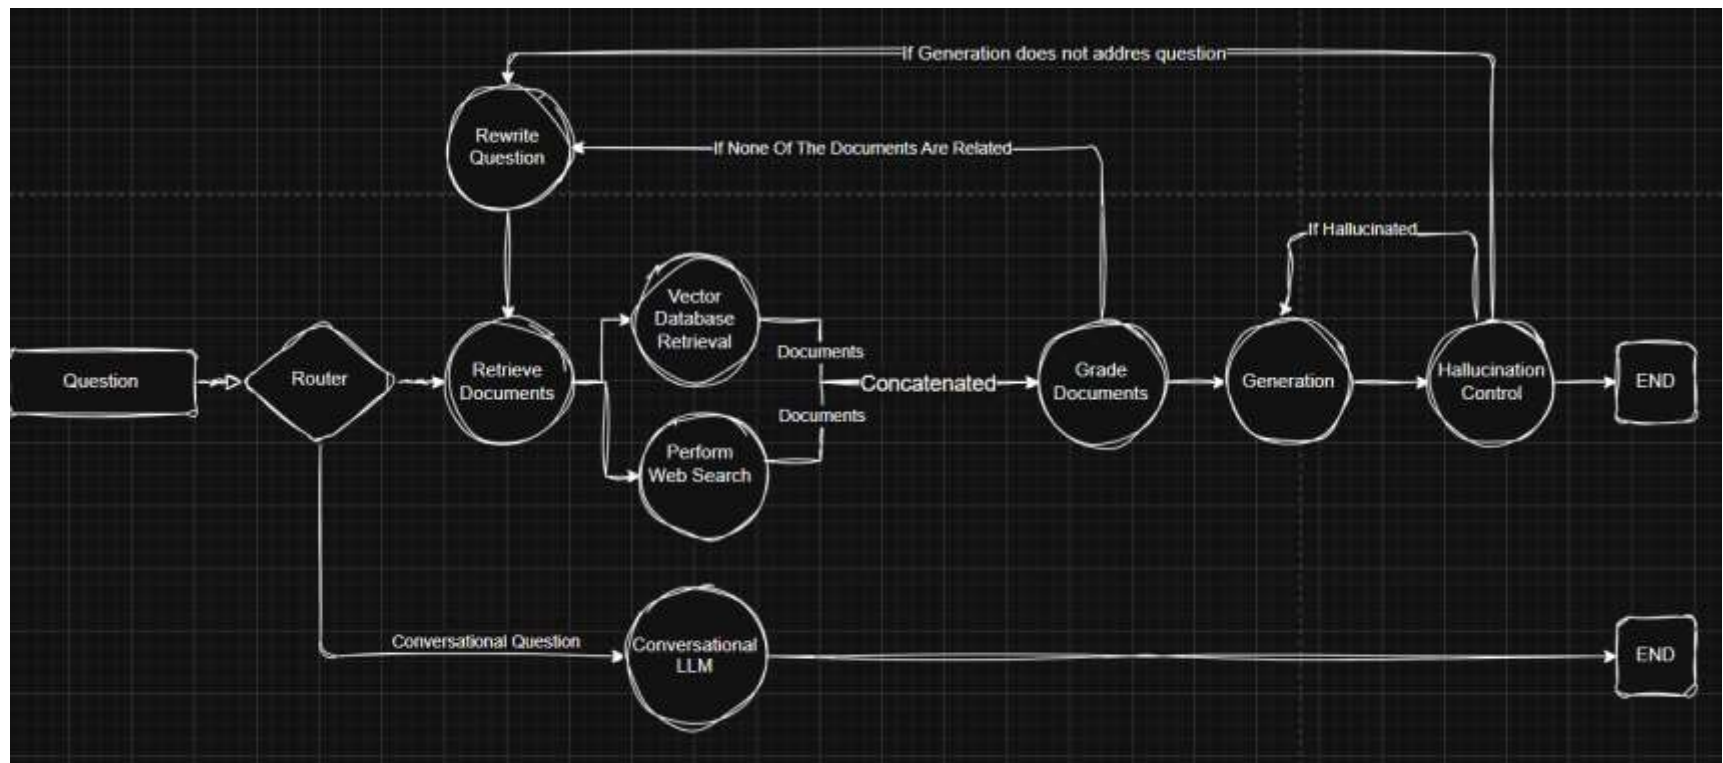 If Generation does not addres question
Rewrite
Question
If None Of The Documents Are Related
If Hallucinated
Vector
Database
Retrieval
Documents
Question
Router
Retrieve
Documents
Concatenated
Grade
Documents
Generation
Hallucination
Control
END
Documents
Perform
Web Search
Conversational Question
Conversational
LLM
END